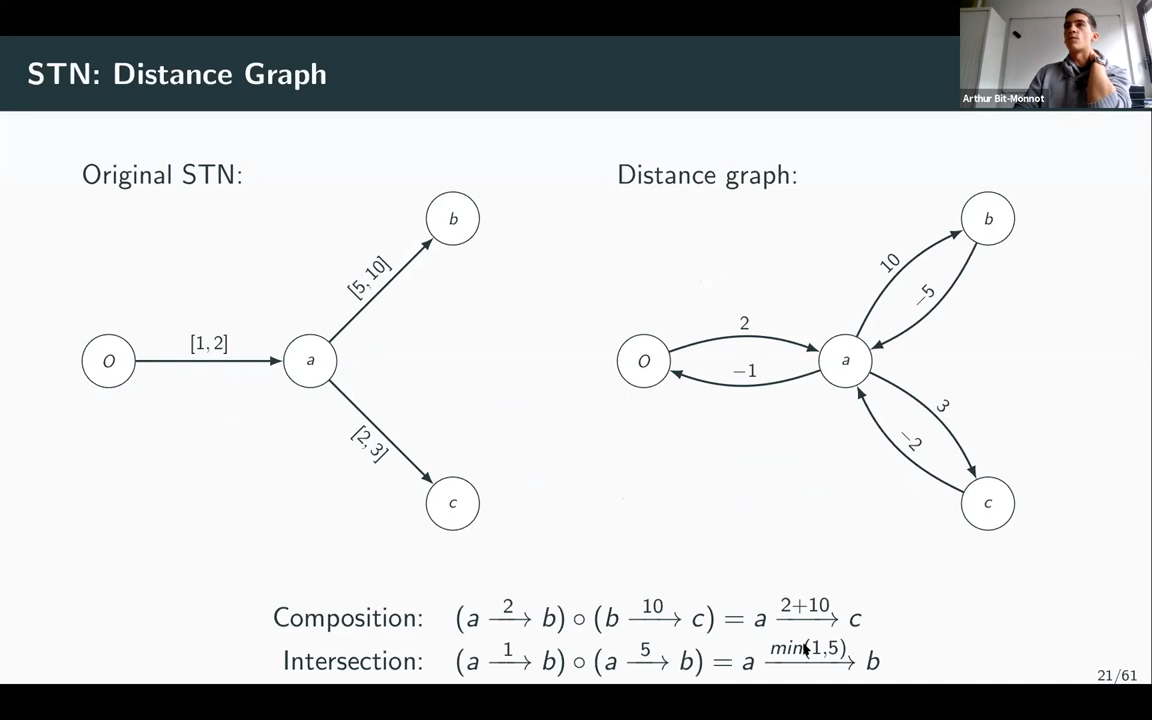 STN: Distance Graph
Arthur Bit-Monnot
Original STN:
O
[1, 2]
a
[5, 10]
b
[2, 3]
c
Distance graph:
O
2
−1
a
10
−5
b
3
−2
c
Composition: (a 2⟶ b) ∘ (b 10⟶ c) = a 2+10⟶ c
Intersection: (a 1⟶ b) ∘ (a 5⟶ b) = a min(1,5)⟶ b
21/61